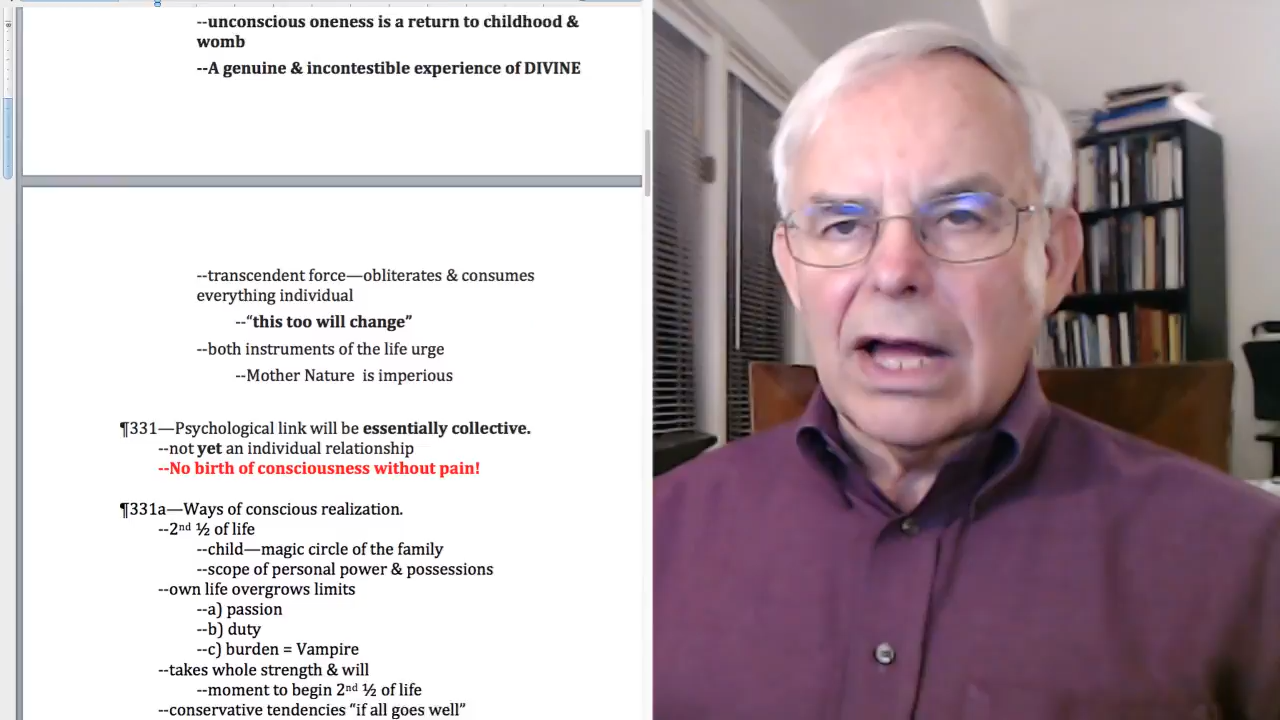 --unconscious oneness is a return to childhood &
womb
--A genuine & incontestible experience of DIVINE
--transcendent force—obliterates & consumes
everything individual
--“this too will change”
--both instruments of the life urge
--Mother Nature  is imperious
¶331—Psychological link will be essentially collective.
--not yet an individual relationship
--No birth of consciousness without pain!
¶331a—Ways of conscious realization.
--2nd ½ of life
--child—magic circle of the family
--scope of personal power & possessions
--own life overgrows limits
--a) passion
--b) duty
--c) burden = Vampire
--takes whole strength & will
--moment to begin 2nd ½ of life
--conservative tendencies “if all goes well”